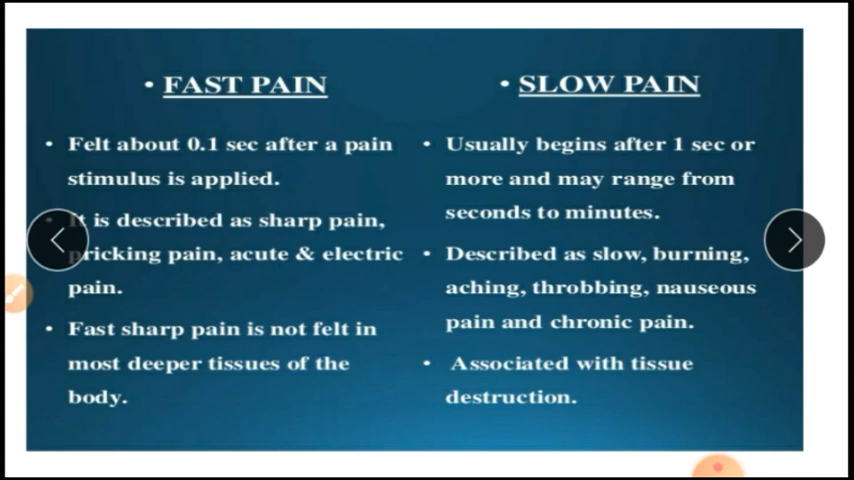 • FAST PAIN
• Felt about 0.1 sec after a pain
stimulus is applied.
• It is described as sharp pain,
pricking pain, acute & electric
pain.
• Fast sharp pain is not felt in
most deeper tissues of the
body.
• SLOW PAIN
• Usually begins after 1 sec or
more and may range from
seconds to minutes.
• Described as slow, burning,
aching, throbbing, nauseous
pain and chronic pain.
• Associated with tissue
destruction.